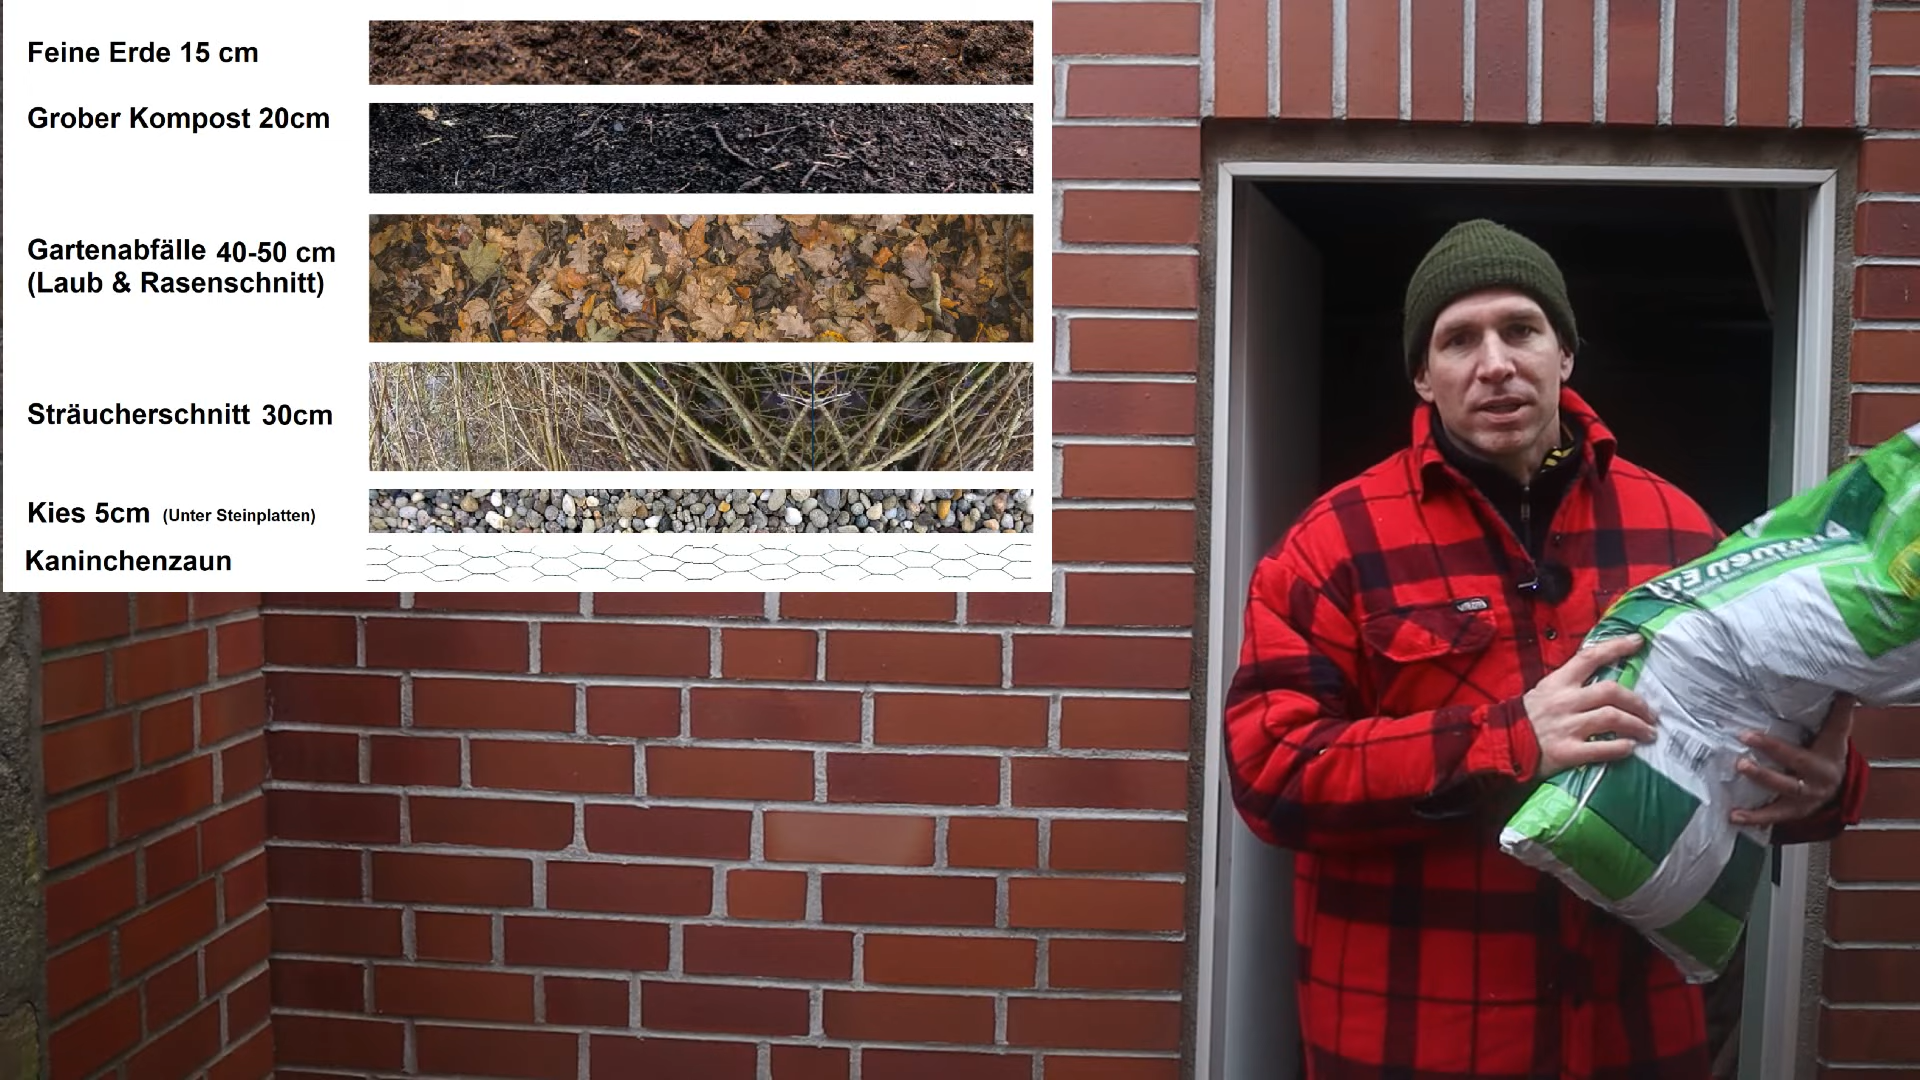 Feine Erde 15 cm
Grober Kompost 20cm
Gartenabfälle 40-50 cm
(Laub & Rasenschnitt)
Sträucherschnitt 30cm
Kies 5cm (Unter Steinplatten)
Kaninchenzaun